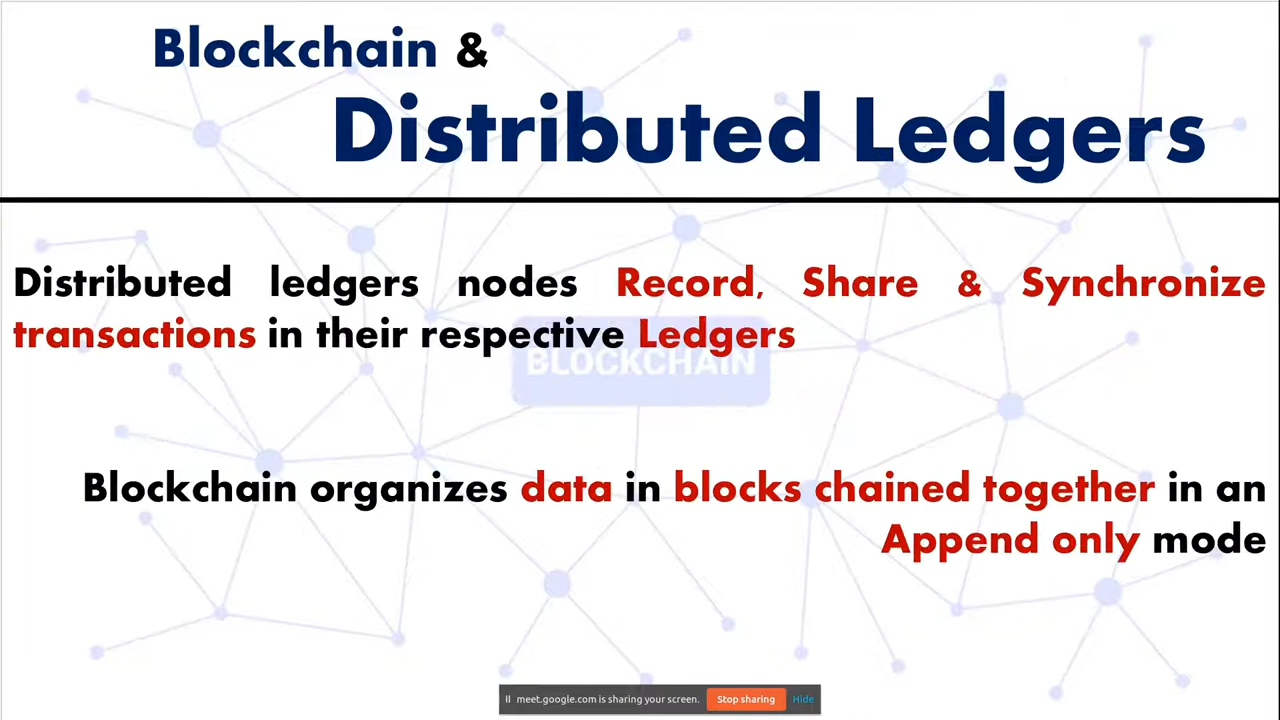 Blockchain &
Distributed Ledgers
Distributed ledgers nodes Record, Share & Synchronize
transactions in their respective Ledgers
BLOCKCHAIN
Blockchain organizes data in blocks chained together in an
Append only mode
meet.google.com is sharing your screen. Stop sharing Hide